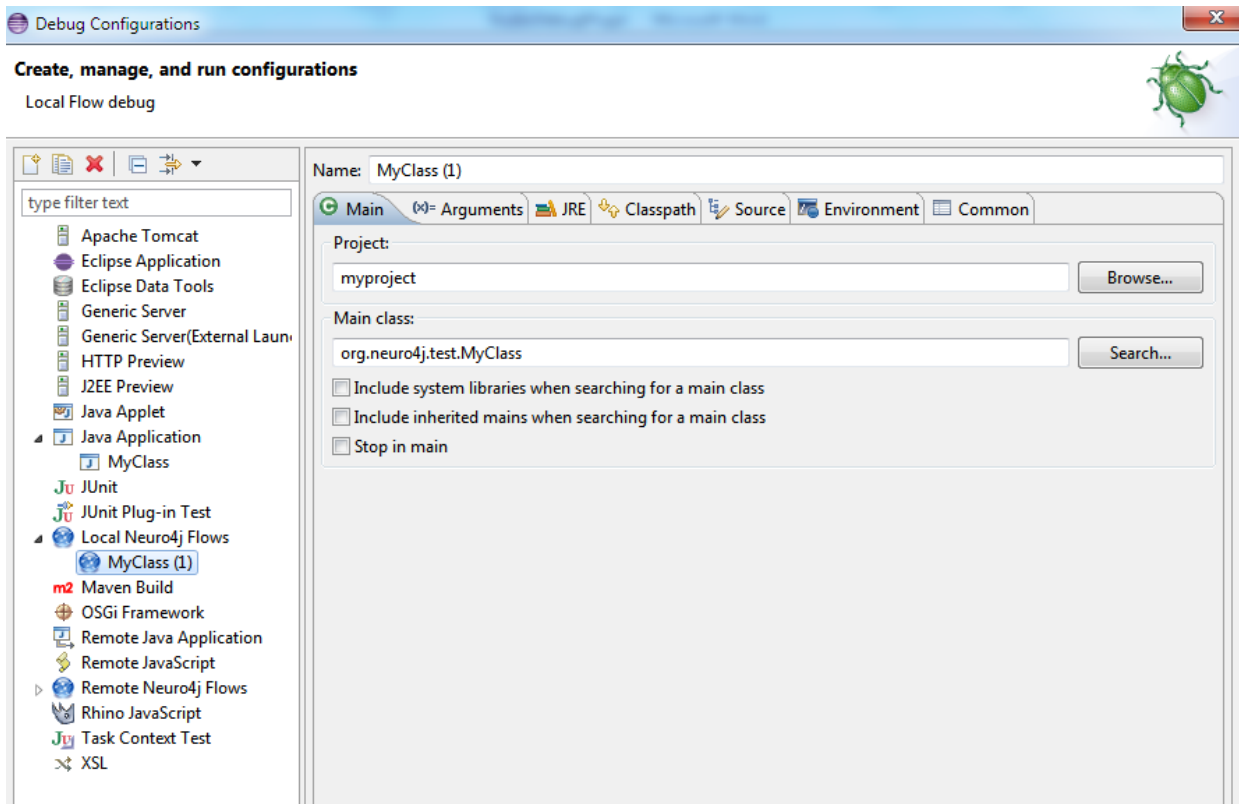 Debug Configurations
Create, manage, and run configurations
Local Flow debug
type filter text
Apache Tomcat
Eclipse Application
Eclipse Data Tools
Generic Server
Generic Server(External Laun
HTTP Preview
J2EE Preview
Java Applet
Java Application
MyClass
JUnit
JUnit Plug-in Test
Local Neuro4j Flows
MyClass (1)
m2 Maven Build
OSGi Framework
Remote Java Application
Remote JavaScript
Remote Neuro4j Flows
Rhino JavaScript
Task Context Test
XSL
Name: MyClass (1)
Main (x)= Arguments JRE Classpath Source Environment Common
Project:
myproject Browse...
Main class:
org.neuro4j.test.MyClass Search...
Include system libraries when searching for a main class
Include inherited mains when searching for a main class
Stop in main